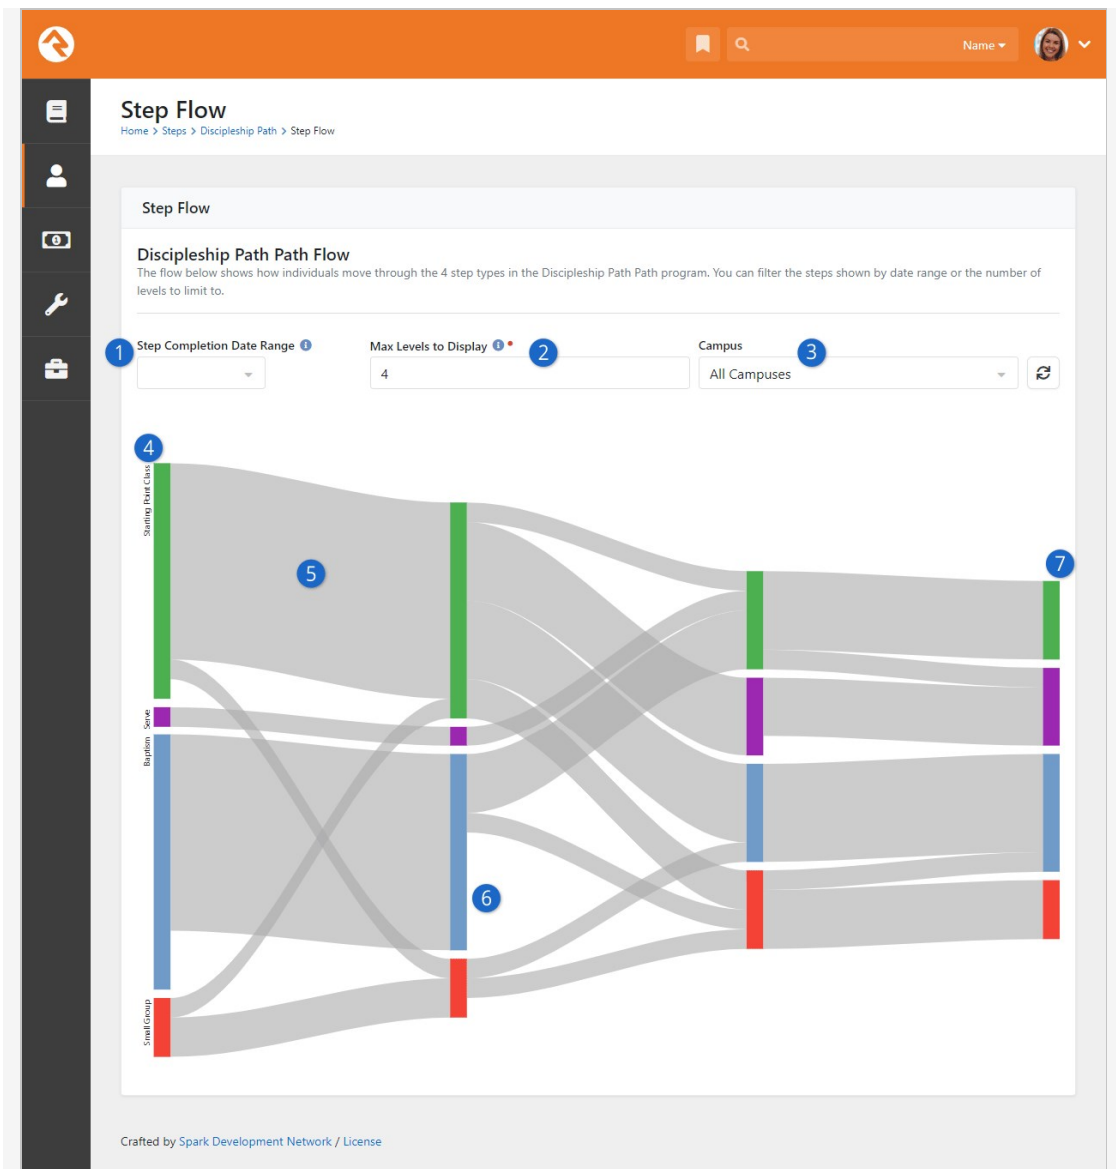 Name
Step Flow
Home > Steps > Discipleship Path > Step Flow
Step Flow
Discipleship Path Path Flow
The flow below shows how individuals move through the 4 step types in the Discipleship Path Path program. You can filter the steps shown by date range or the number of
levels to limit to.
1 Step Completion Date Range
Max Levels to Display
2
Campus
3
4
All Campuses
4
Starting Point Class
5
7
Serve
Baptism
6
Small Group
Crafted by Spark Development Network / License